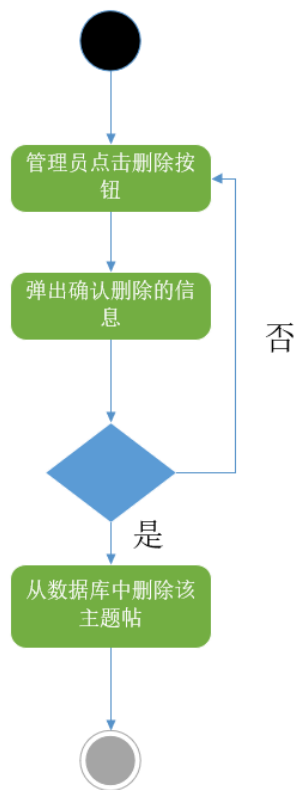 管理员点击删除按
钮
弹出确认删除的信
息
否
是
从数据库中删除该
主题帖